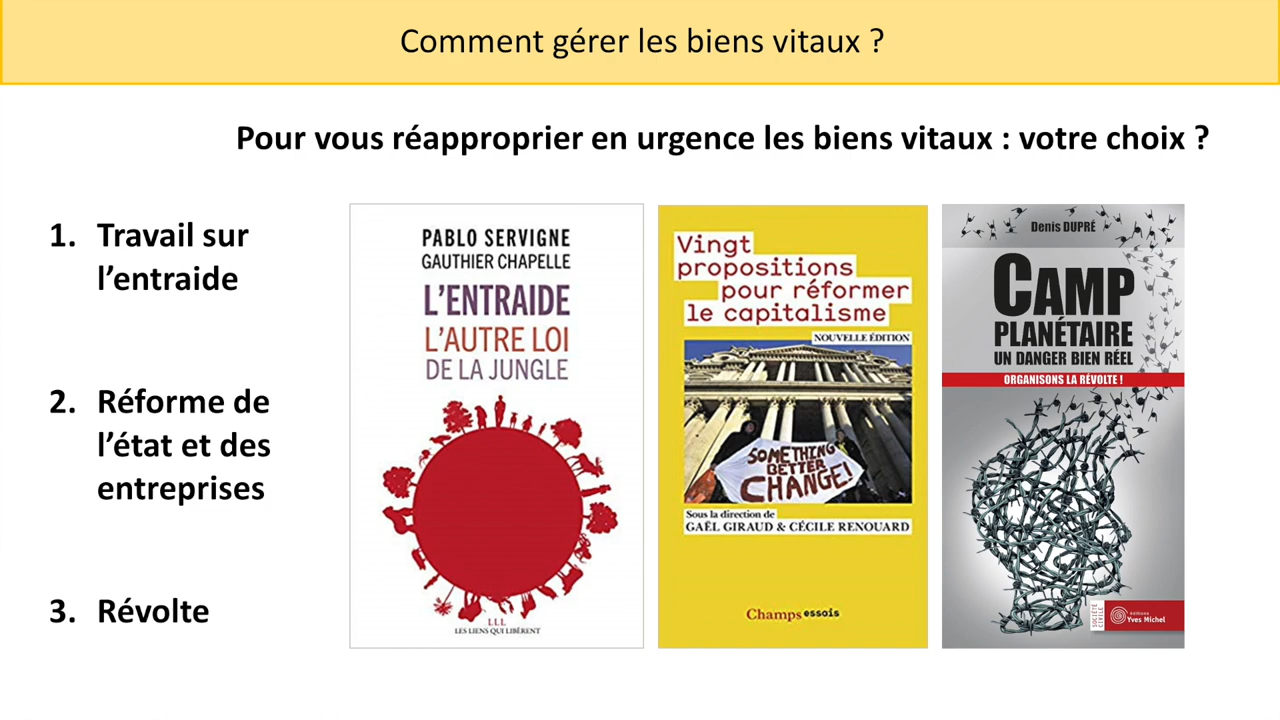 Comment gérer les biens vitaux ?
Pour vous réapproprier en urgence les biens vitaux : votre choix ?
1. Travail sur
l’entraide
2. Réforme de
l’état et des
entreprises
3. Révolte
PABLO SERVIGNE
GAUTHIER CHAPELLE
L’ENTRAIDE
L’AUTRE LOI
DE LA JUNGLE
LLL
LES LIENS QUI LIBÈRENT
Vingt
propositions
pour réformer
le capitalisme
NOUVELLE ÉDITION
SOMETHING
BETTER
CHANGE!
Sous la direction de
GAËL GIRAUD & CÉCILE RENOUARD
Champs essais
Denis DUPRÉ
CAMP
PLANÉTAIRE
UN DANGER BIEN RÉEL
ORGANISONS LA RÉVOLTE !
SOCIÉTÉ
CIVILE
éditions
Yves Michel